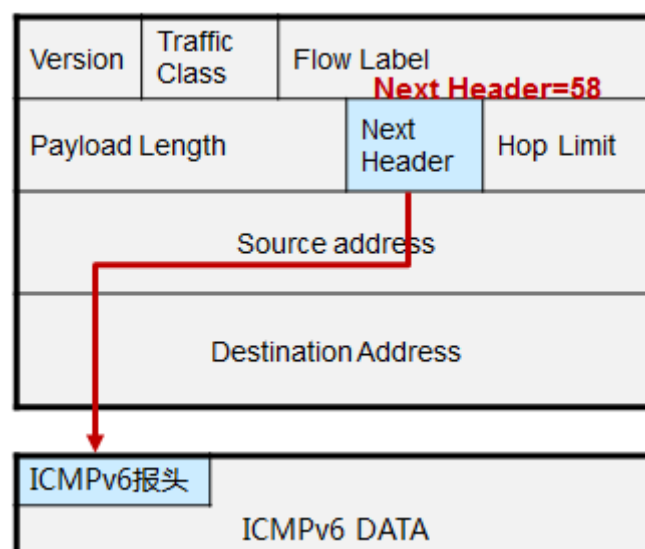 Version
Traffic
Class
Flow Label
Next Header=58
Payload Length
Next
Header
Hop Limit
Source address
Destination Address
ICMPv6报头
ICMPv6 DATA